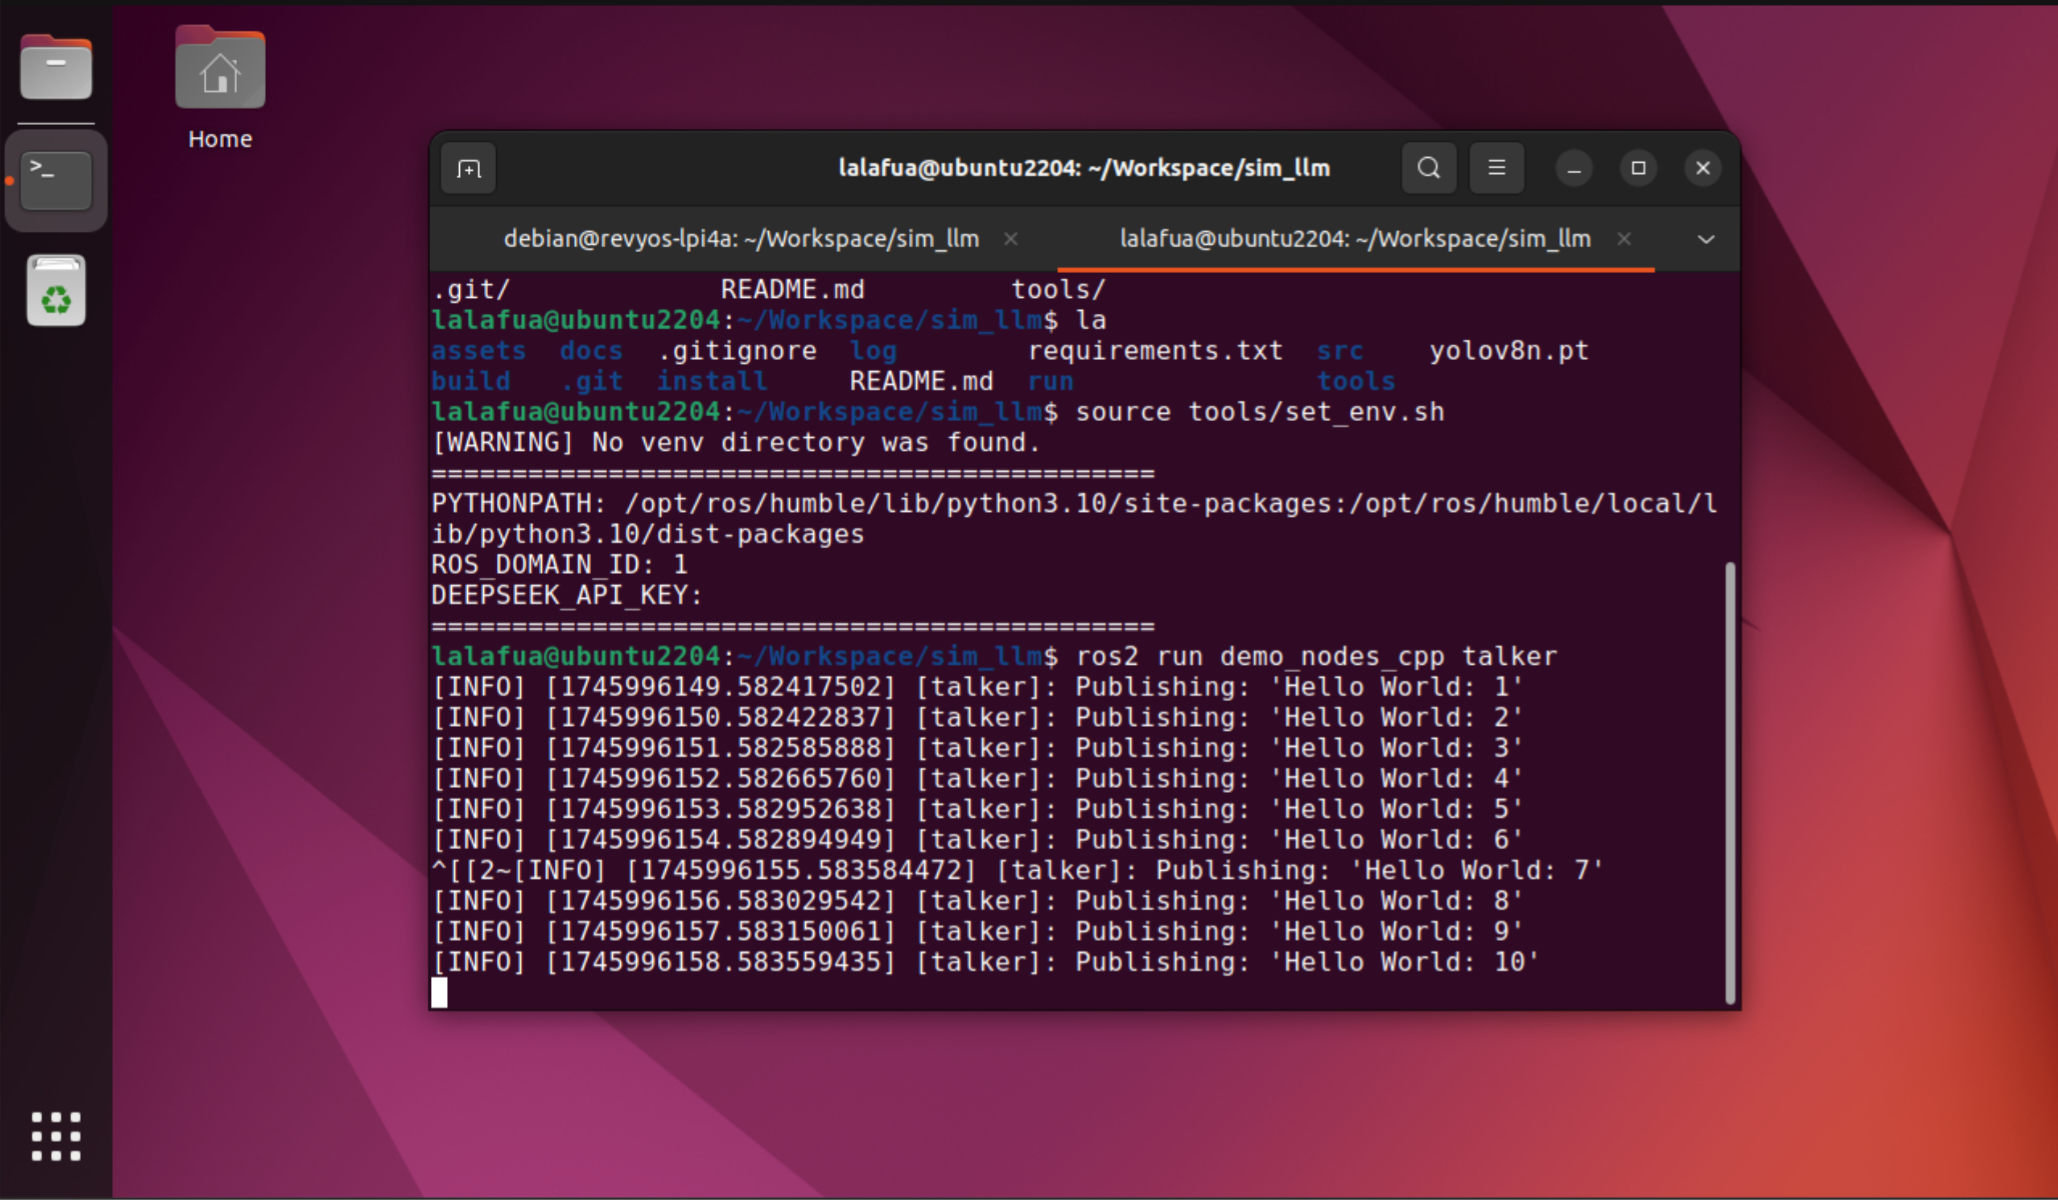 Home
lalafua@ubuntu2204: ~/Workspace/sim_llm
debian@revyos-lpi4a: ~/Workspace/sim_llm
lalafua@ubuntu2204: ~/Workspace/sim_llm
.git/ README.md tools/
lalafua@ubuntu2204:~/Workspace/sim_llm$ la
assets docs .gitignore log requirements.txt src yolov8n.pt
build .git install README.md run tools
lalafua@ubuntu2204:~/Workspace/sim_llm$ source tools/set_env.sh
[WARNING] No venv directory was found.
=============================================
PYTHONPATH: /opt/ros/humble/lib/python3.10/site-packages:/opt/ros/humble/local/l
ib/python3.10/dist-packages
ROS_DOMAIN_ID: 1
DEEPSEEK_API_KEY:
=============================================
lalafua@ubuntu2204:~/Workspace/sim_llm$ ros2 run demo_nodes_cpp talker
[INFO] [1745996149.582417502] [talker]: Publishing: 'Hello World: 1'
[INFO] [1745996150.582422837] [talker]: Publishing: 'Hello World: 2'
[INFO] [1745996151.582585888] [talker]: Publishing: 'Hello World: 3'
[INFO] [1745996152.582665760] [talker]: Publishing: 'Hello World: 4'
[INFO] [1745996153.582952638] [talker]: Publishing: 'Hello World: 5'
[INFO] [1745996154.582894949] [talker]: Publishing: 'Hello World: 6'
^[[2~[INFO] [1745996155.583584472] [talker]: Publishing: 'Hello World: 7'
[INFO] [1745996156.583029542] [talker]: Publishing: 'Hello World: 8'
[INFO] [1745996157.583150061] [talker]: Publishing: 'Hello World: 9'
[INFO] [1745996158.583559435] [talker]: Publishing: 'Hello World: 10'